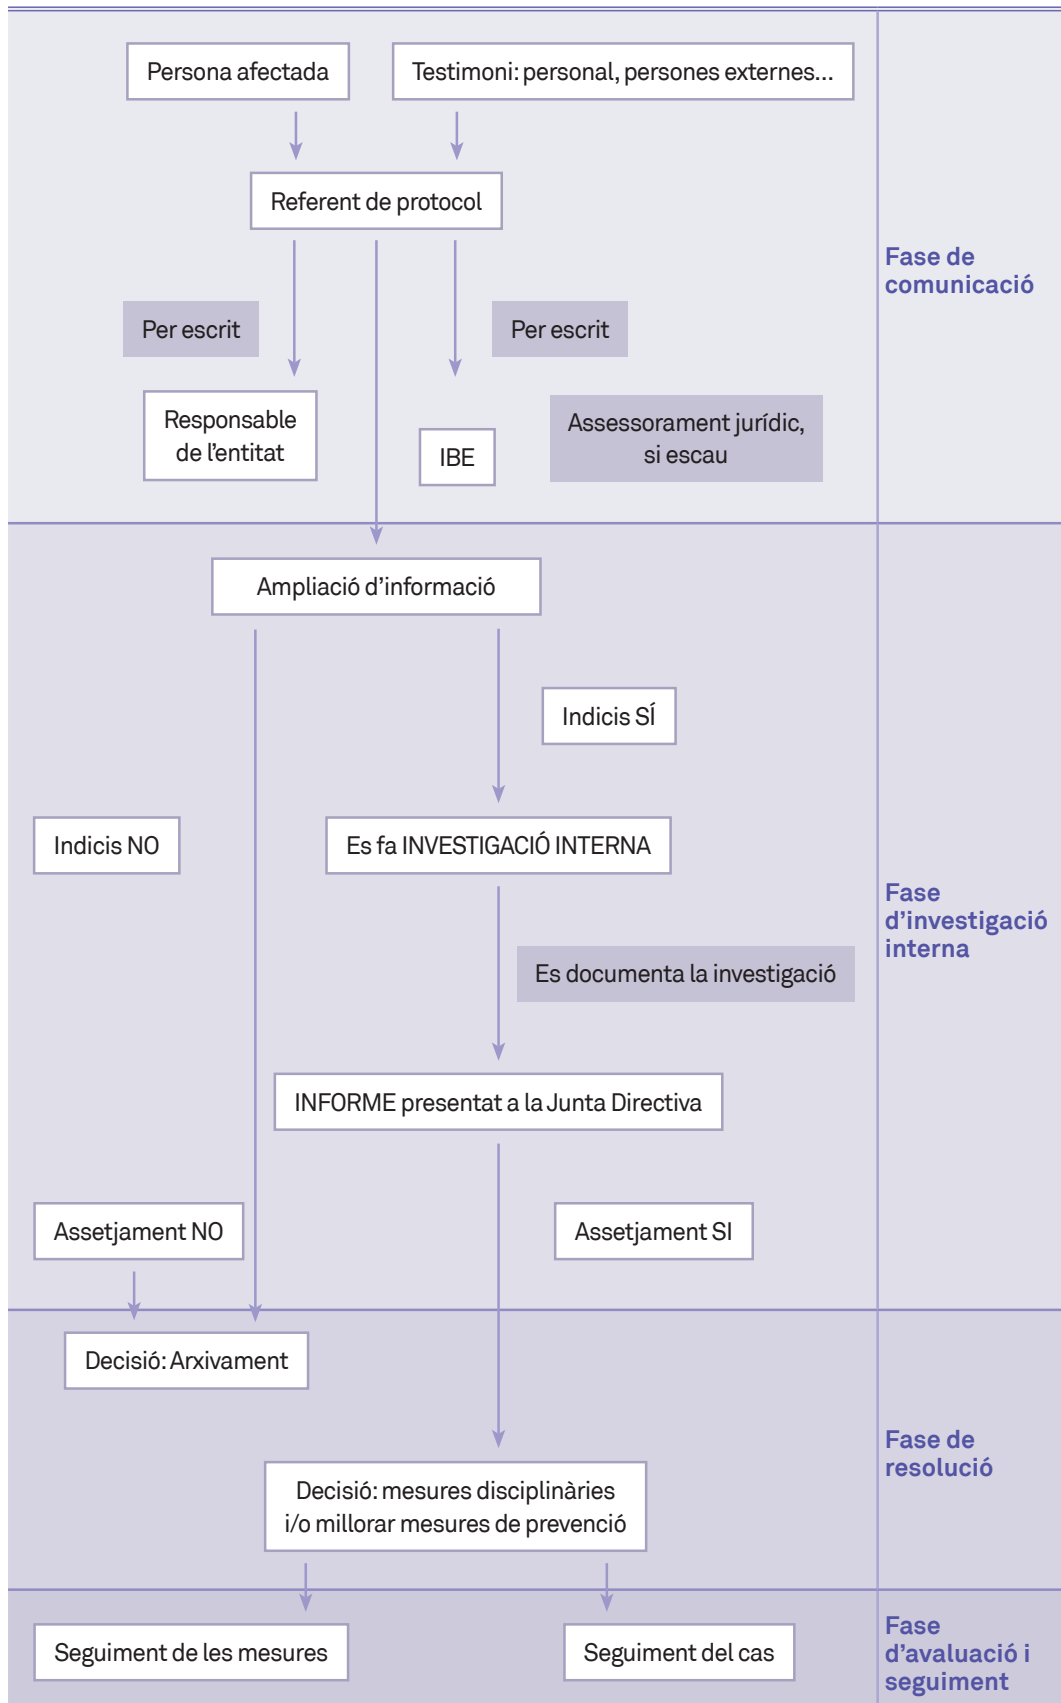 Persona afectada
Testimoni: personal, persones externes...
Referent de protocol
Fase de
comunicació
Per escrit
Per escrit
Responsable
de l’entitat
IBE
Assessorament jurídic,
si escau
Ampliació d’informació
Indicis SÍ
Indicis NO
Es fa INVESTIGACIÓ INTERNA
Fase
d’investigació
interna
Es documenta la investigació
INFORME presentat a la Junta Directiva
Assetjament NO
Assetjament SI
Decisió: Arxivament
Fase de
resolució
Decisió: mesures disciplinàries
i/o millorar mesures de prevenció
Seguiment de les mesures
Seguiment del cas
Fase
d’avaluació i
seguiment